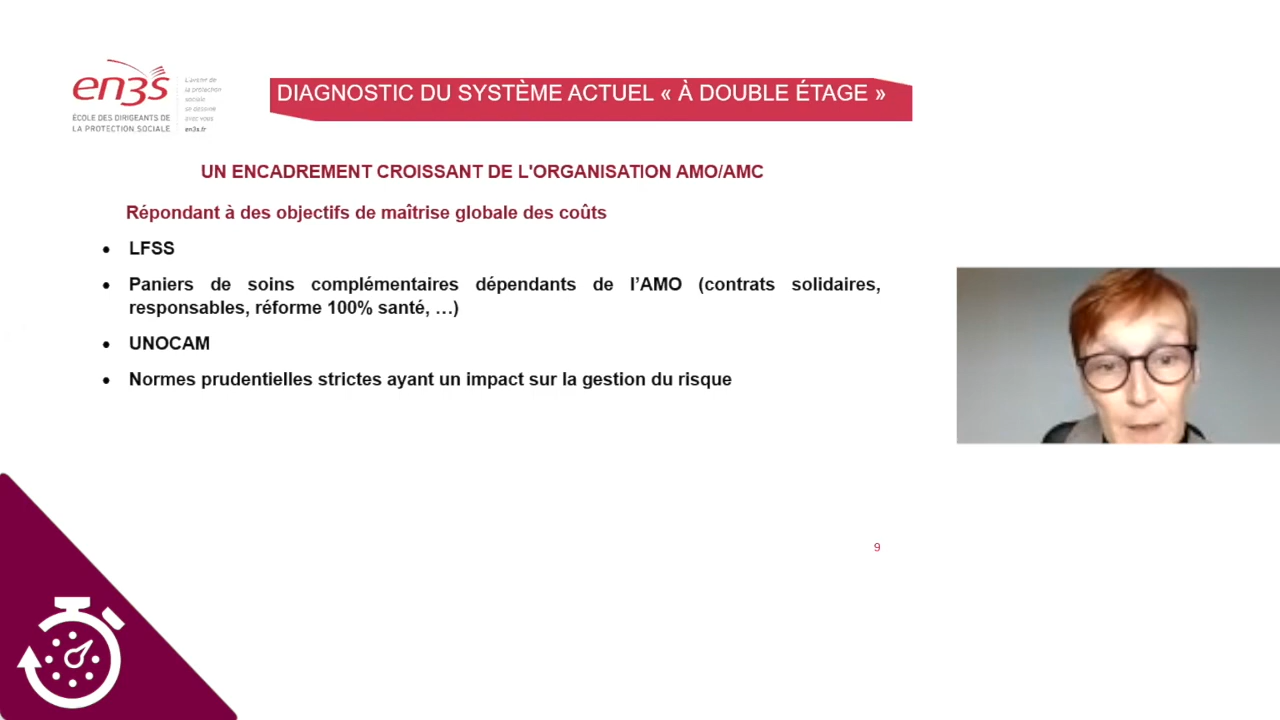 en3s
ÉCOLE DES DIRIGEANTS DE
LA PROTECTION SOCIALE
L'avenir de
la protection
sociale
se dessine
avec vous
en3s.fr
DIAGNOSTIC DU SYSTÈME ACTUEL « À DOUBLE ÉTAGE »
UN ENCADREMENT CROISSANT DE L'ORGANISATION AMO/AMC
Répondant à des objectifs de maîtrise globale des coûts
• LFSS
• Paniers de soins complémentaires dépendants de l’AMO (contrats solidaires,
responsables, réforme 100% santé, …)
• UNOCAM
• Normes prudentielles strictes ayant un impact sur la gestion du risque
9